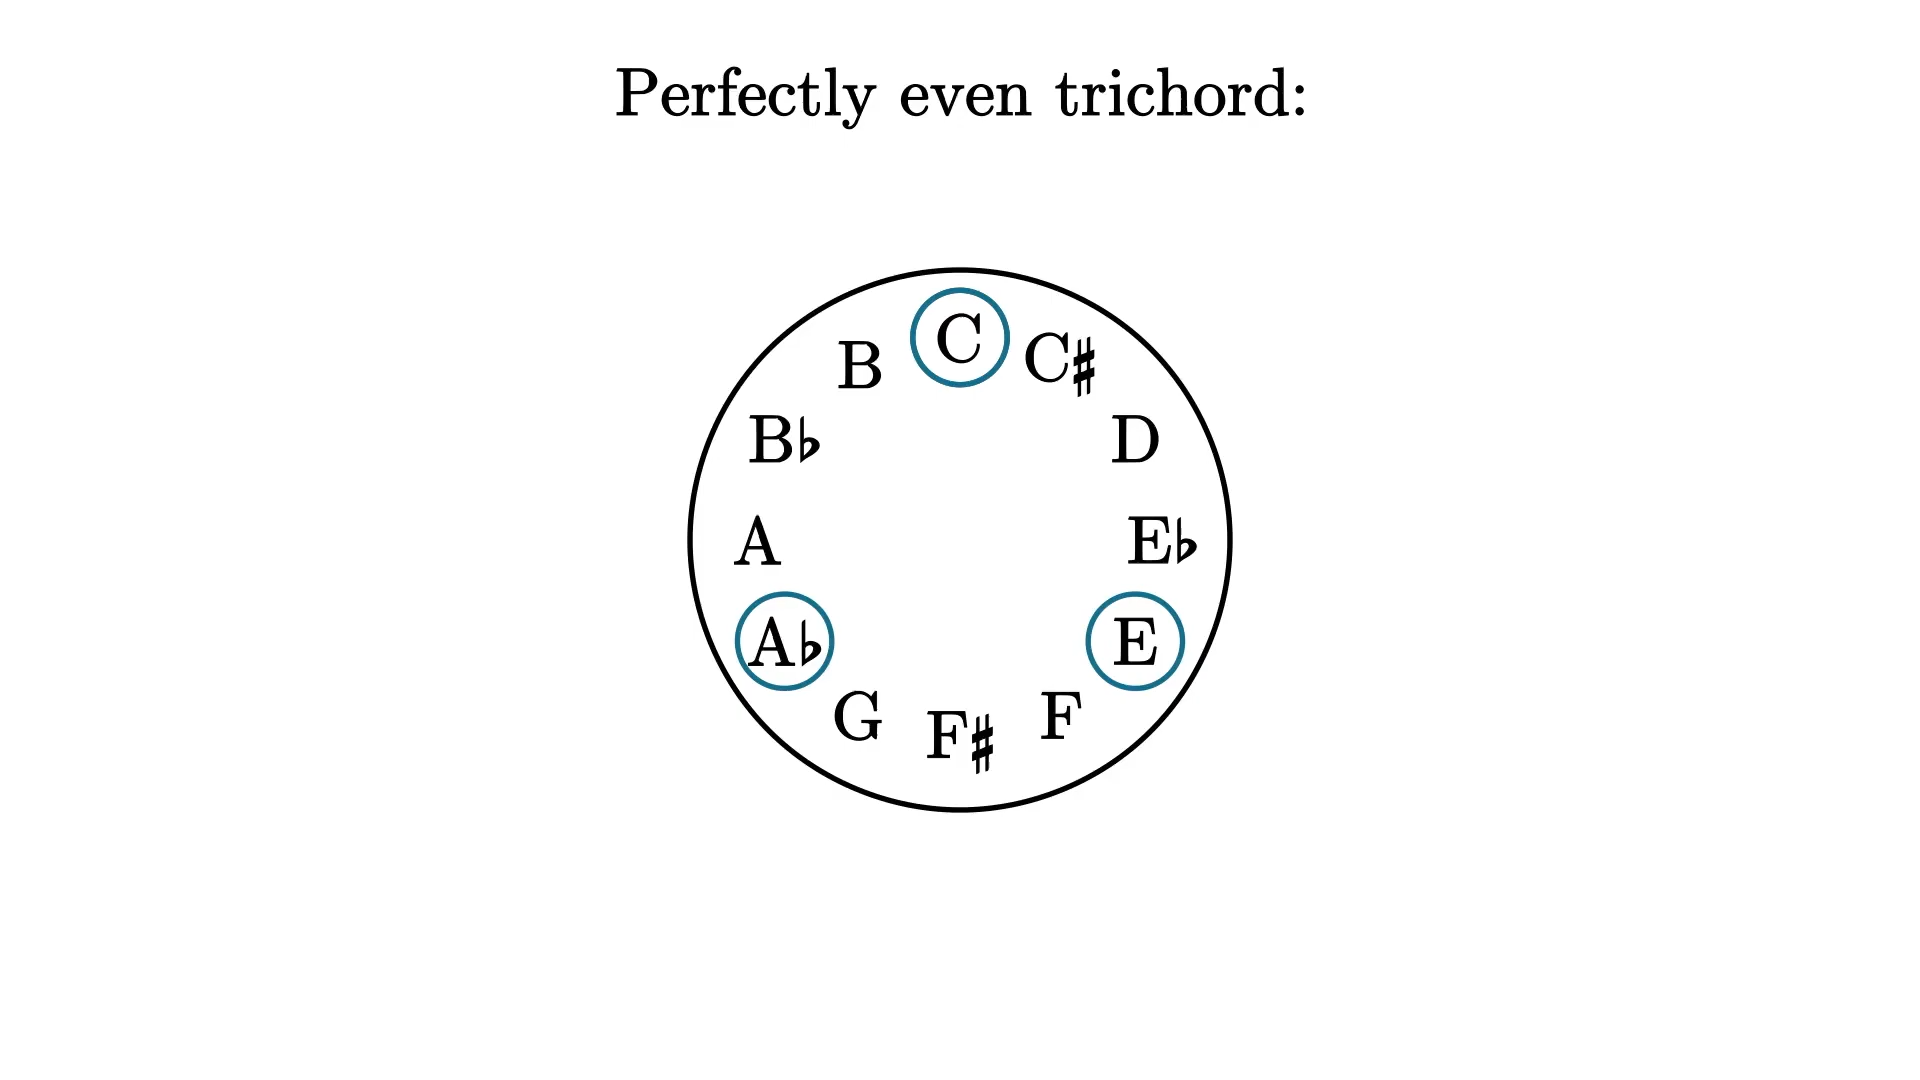 Perfectly even trichord:
C
B
C♯
B♭
D
A
E♭
A♭
E
G
F♯
F